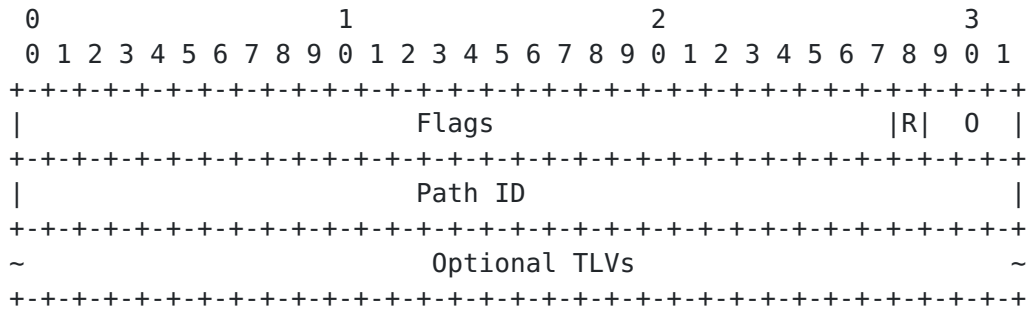 0                   1                   2                   3
 0 1 2 3 4 5 6 7 8 9 0 1 2 3 4 5 6 7 8 9 0 1 2 3 4 5 6 7 8 9 0 1
+-+-+-+-+-+-+-+-+-+-+-+-+-+-+-+-+-+-+-+-+-+-+-+-+-+-+-+-+-+-+-+-+
|                         Flags                         |R|  O  |
+-+-+-+-+-+-+-+-+-+-+-+-+-+-+-+-+-+-+-+-+-+-+-+-+-+-+-+-+-+-+-+-+
|                         Path ID                               |
+-+-+-+-+-+-+-+-+-+-+-+-+-+-+-+-+-+-+-+-+-+-+-+-+-+-+-+-+-+-+-+-+
~                          Optional TLVs                        ~
+-+-+-+-+-+-+-+-+-+-+-+-+-+-+-+-+-+-+-+-+-+-+-+-+-+-+-+-+-+-+-+-+